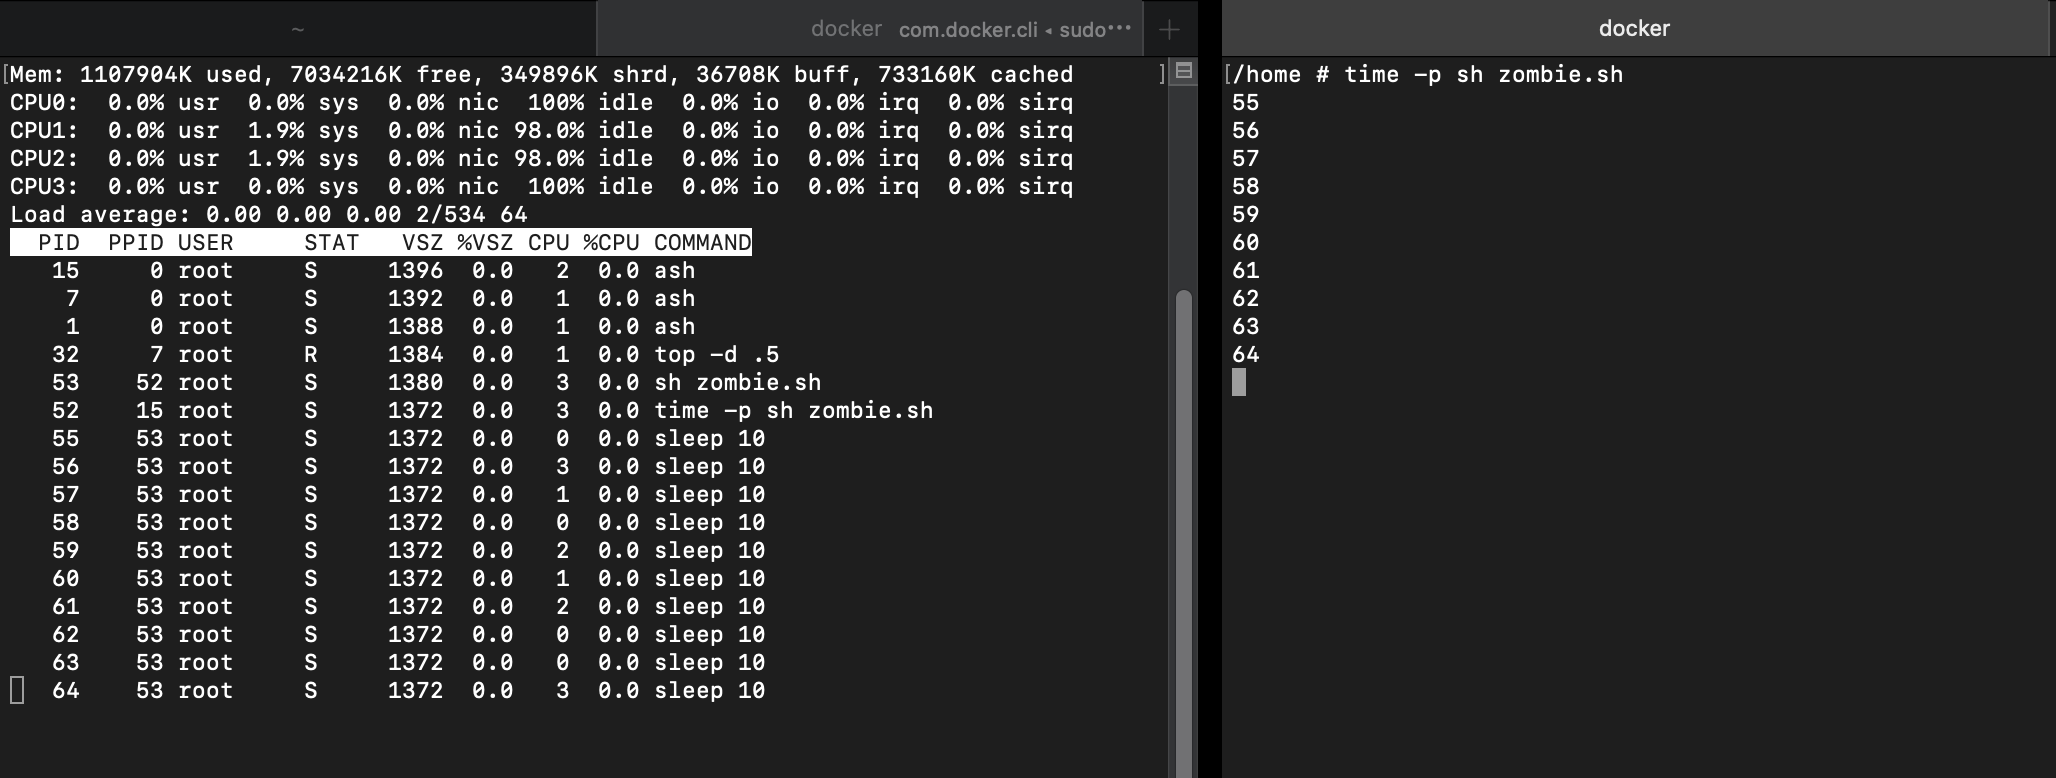 ~
docker com.docker.cli ◂ sudo••• +
[Mem: 1107904K used, 7034216K free, 349896K shrd, 36708K buff, 733160K cached ]
CPU0:  0.0% usr  0.0% sys  0.0% nic  100% idle  0.0% io  0.0% irq  0.0% sirq
CPU1:  0.0% usr  1.9% sys  0.0% nic 98.0% idle  0.0% io  0.0% irq  0.0% sirq
CPU2:  0.0% usr  1.9% sys  0.0% nic 98.0% idle  0.0% io  0.0% irq  0.0% sirq
CPU3:  0.0% usr  0.0% sys  0.0% nic  100% idle  0.0% io  0.0% irq  0.0% sirq
Load average: 0.00 0.00 0.00 2/534 64
  PID  PPID USER     STAT   VSZ %VSZ CPU %CPU COMMAND
   15     0 root     S     1396  0.0   2  0.0 ash
    7     0 root     S     1392  0.0   1  0.0 ash
    1     0 root     S     1388  0.0   1  0.0 ash
   32     7 root     R     1384  0.0   1  0.0 top -d .5
   53    52 root     S     1380  0.0   3  0.0 sh zombie.sh
   52    15 root     S     1372  0.0   3  0.0 time -p sh zombie.sh
   55    53 root     S     1372  0.0   0  0.0 sleep 10
   56    53 root     S     1372  0.0   3  0.0 sleep 10
   57    53 root     S     1372  0.0   1  0.0 sleep 10
   58    53 root     S     1372  0.0   0  0.0 sleep 10
   59    53 root     S     1372  0.0   2  0.0 sleep 10
   60    53 root     S     1372  0.0   1  0.0 sleep 10
   61    53 root     S     1372  0.0   2  0.0 sleep 10
   62    53 root     S     1372  0.0   0  0.0 sleep 10
   63    53 root     S     1372  0.0   0  0.0 sleep 10
   64    53 root     S     1372  0.0   3  0.0 sleep 10
docker
[/home # time -p sh zombie.sh
55
56
57
58
59
60
61
62
63
64